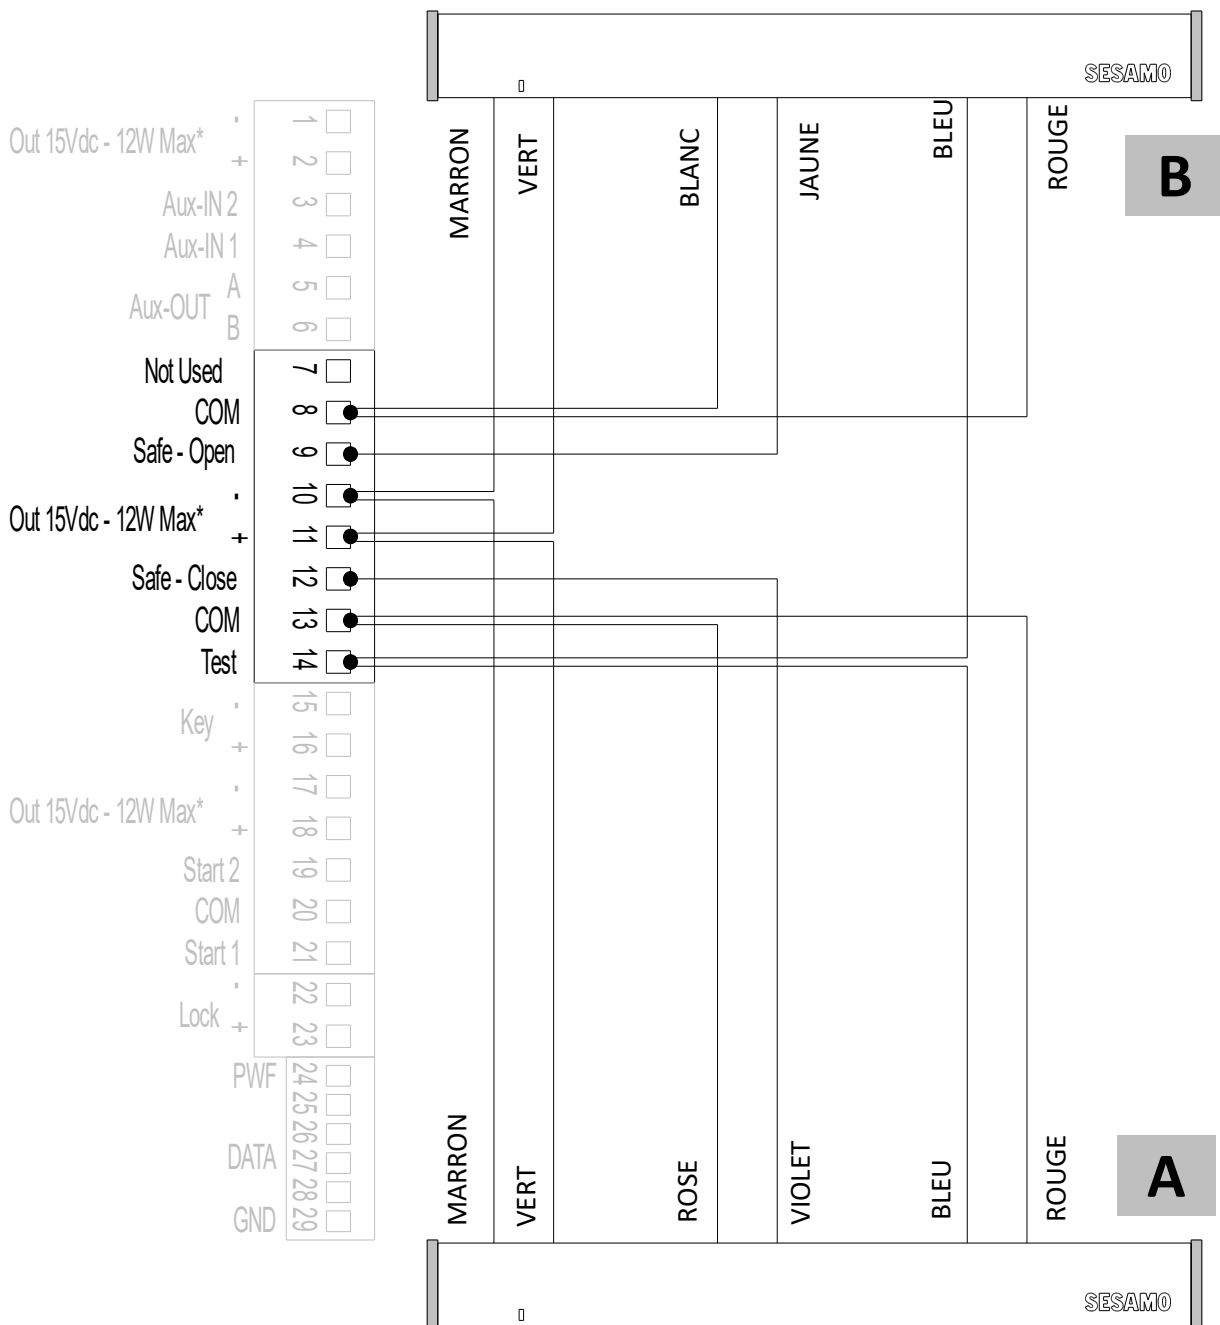 SESAMO
MARRON
VERT
BLANC
JAUNE
BLEU
ROUGE
B
Out 15Vdc - 12W Max*
-
1
+
2
Aux-IN 2
3
Aux-IN 1
4
Aux-OUT
A
5
B
6
Not Used
7
COM
8
Safe - Open
9
Out 15Vdc - 12W Max*
-
10
+
11
Safe - Close
12
COM
13
Test
14
Key
-
15
+
16
Out 15Vdc - 12W Max*
-
17
+
18
Start 2
19
COM
20
Start 1
21
Lock
-
22
+
23
PWF
24
25
26
DATA
27
28
GND
29
MARRON
VERT
ROSE
VIOLET
BLEU
ROUGE
A
SESAMO